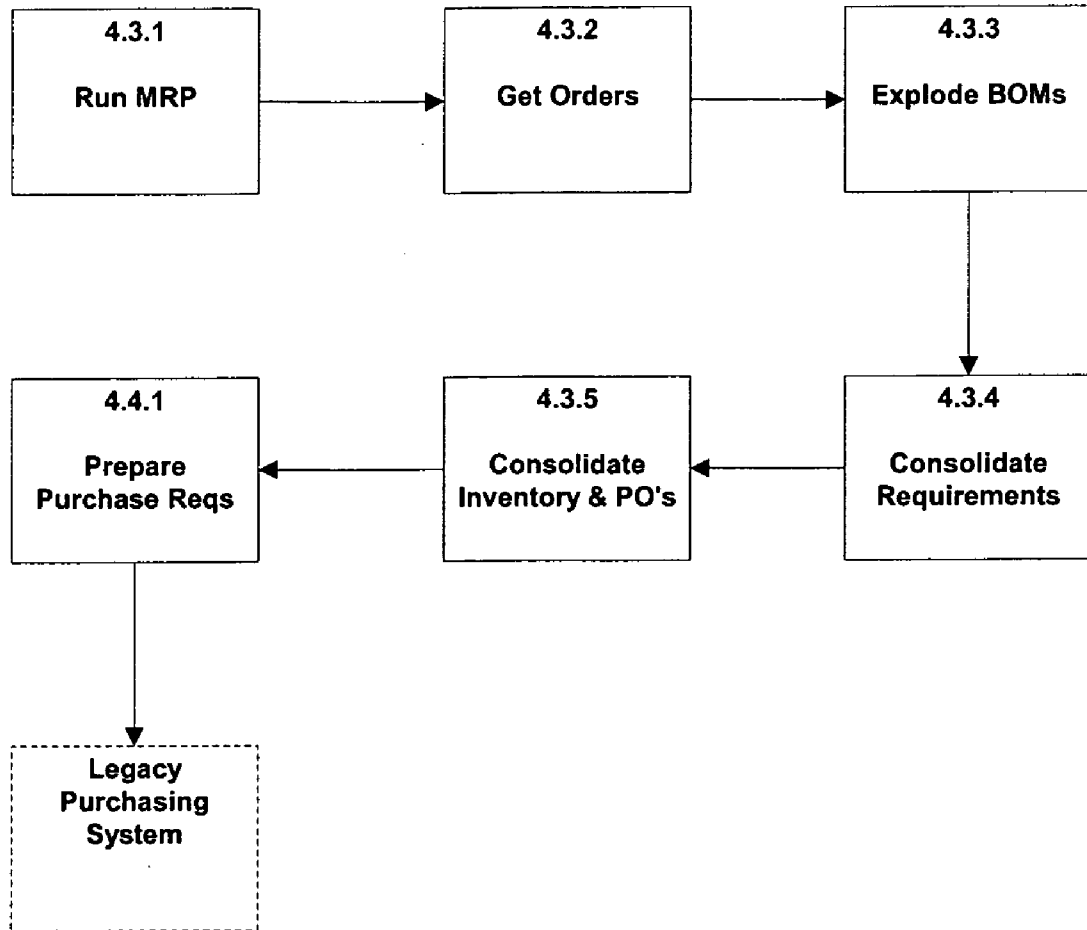 4.3.1
Run MRP
4.3.2
Get Orders
4.3.3
Explode BOMs
4.4.1
Prepare
Purchase Reqs
4.3.5
Consolidate
Inventory & PO's
4.3.4
Consolidate
Requirements
Legacy
Purchasing
System